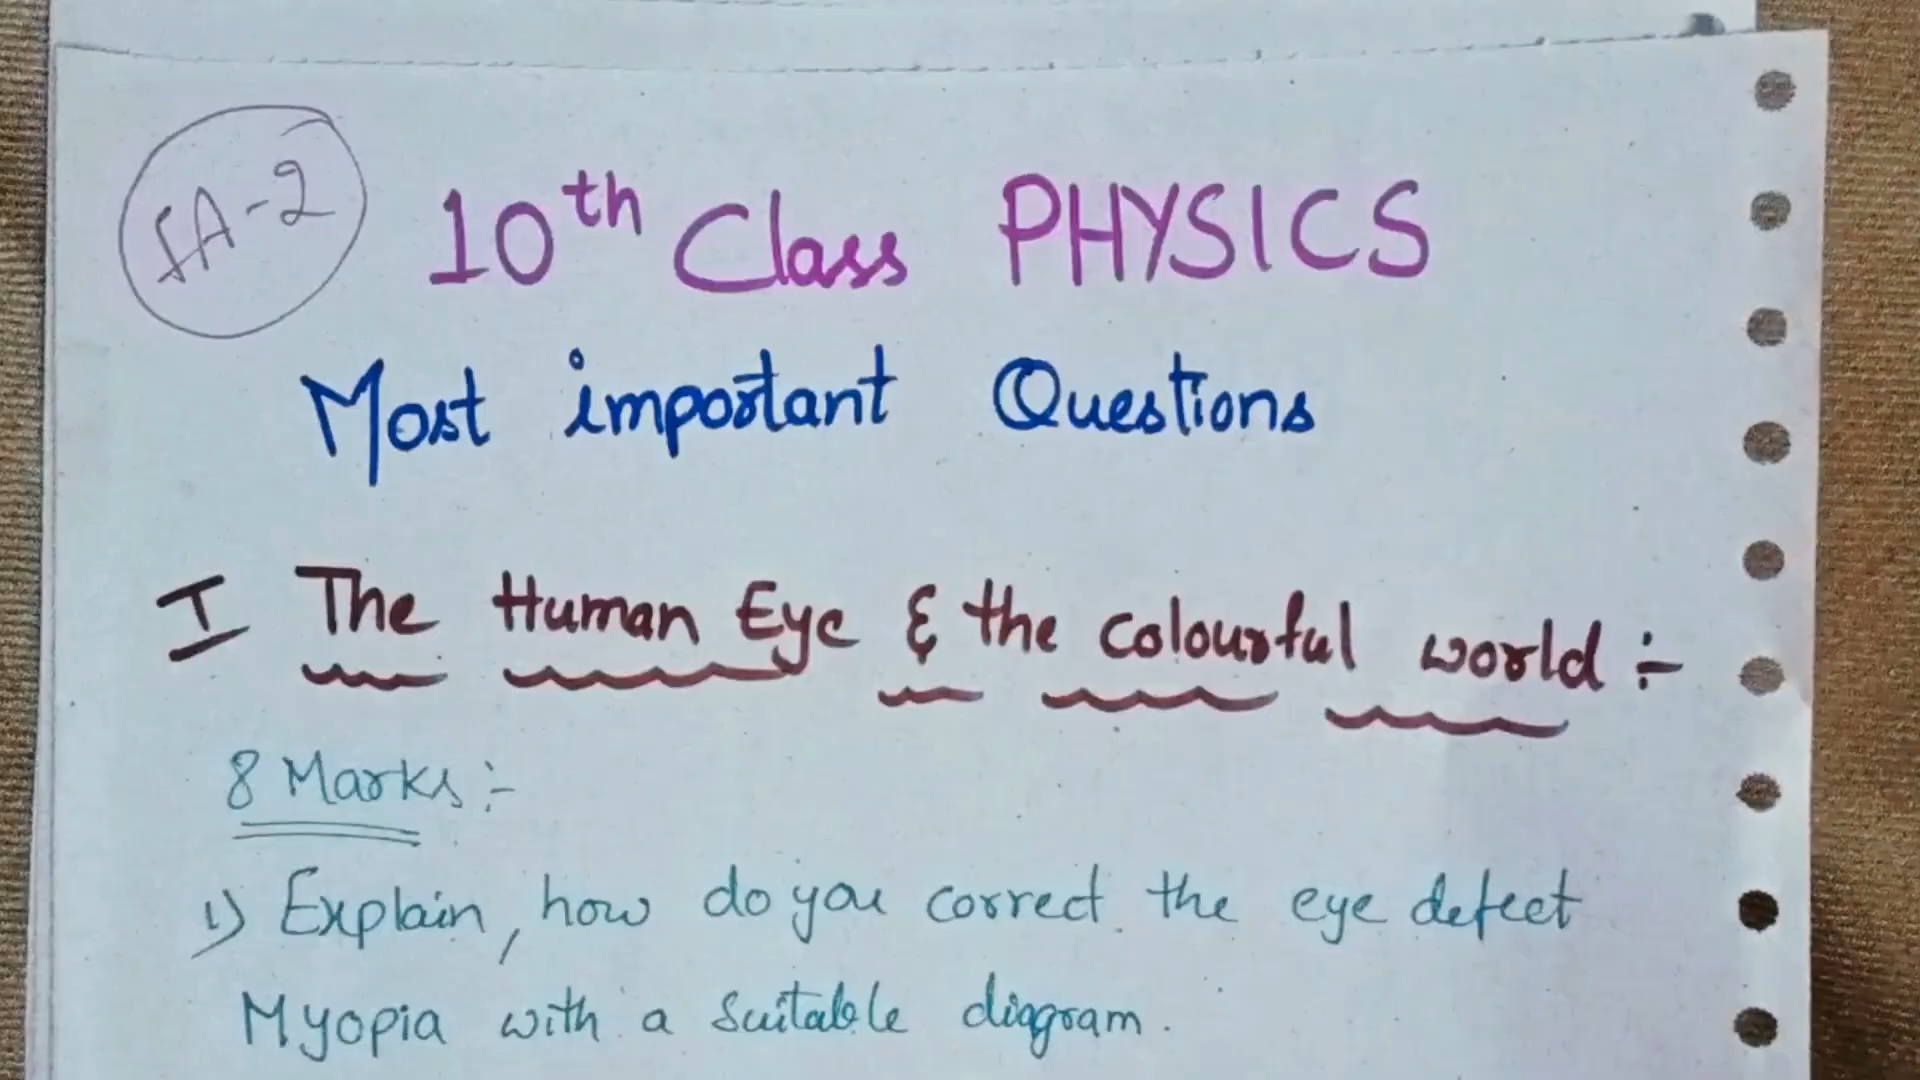 SA-2
10th Class PHYSICS
Most important Questions
I The Human Eye & the colourful world :-
8 Marks :-
1) Explain, how do you correct the eye defect
Myopia with a suitable diagram.